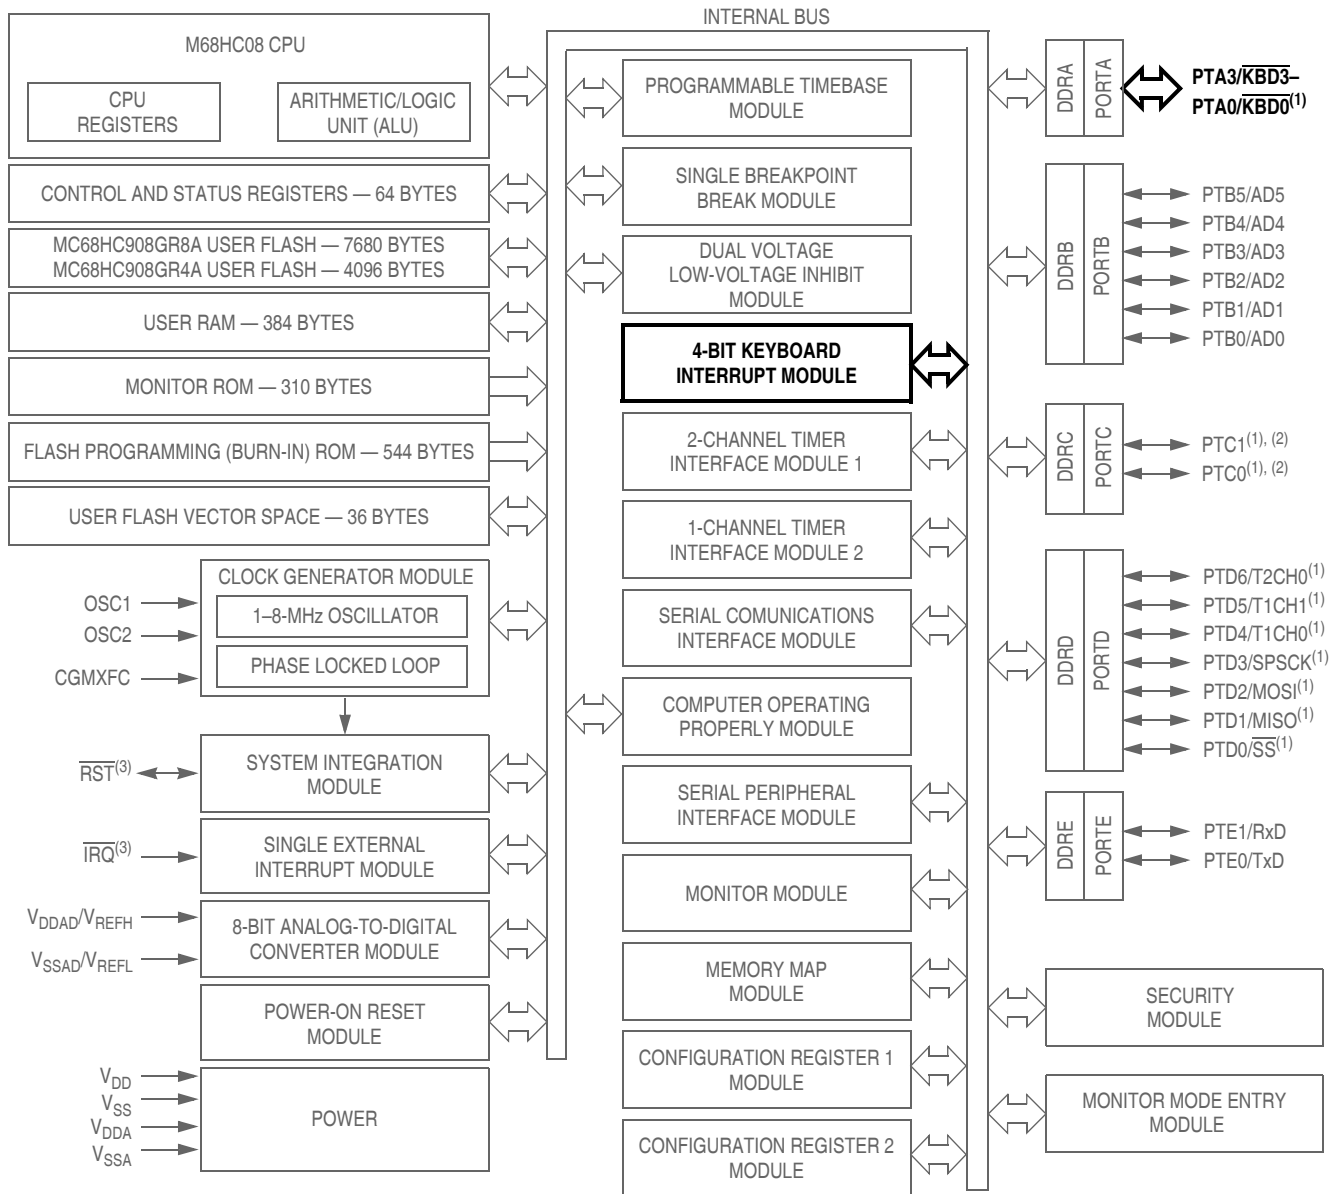 INTERNAL BUS
M68HC08 CPU
CPU
REGISTERS
ARITHMETIC/LOGIC
UNIT (ALU)
CONTROL AND STATUS REGISTERS — 64 BYTES
MC68HC908GR8A USER FLASH — 7680 BYTES
MC68HC908GR4A USER FLASH — 4096 BYTES
USER RAM — 384 BYTES
MONITOR ROM — 310 BYTES
FLASH PROGRAMMING (BURN-IN) ROM — 544 BYTES
USER FLASH VECTOR SPACE — 36 BYTES
CLOCK GENERATOR MODULE
1–8-MHz OSCILLATOR
PHASE LOCKED LOOP
OSC1
OSC2
CGMXFC
SYSTEM INTEGRATION
MODULE
RST(3)
SINGLE EXTERNAL
INTERRUPT MODULE
IRQ(3)
8-BIT ANALOG-TO-DIGITAL
CONVERTER MODULE
VDDAD/VREFH
VSSAD/VREFL
POWER-ON RESET
MODULE
POWER
VDD
VSS
VDDA
VSSA
PROGRAMMABLE TIMEBASE
MODULE
SINGLE BREAKPOINT
BREAK MODULE
DUAL VOLTAGE
LOW-VOLTAGE INHIBIT
MODULE
4-BIT KEYBOARD
INTERRUPT MODULE
2-CHANNEL TIMER
INTERFACE MODULE 1
1-CHANNEL TIMER
INTERFACE MODULE 2
SERIAL COMUNICATIONS
INTERFACE MODULE
COMPUTER OPERATING
PROPERLY MODULE
SERIAL PERIPHERAL
INTERFACE MODULE
MONITOR MODULE
MEMORY MAP
MODULE
CONFIGURATION REGISTER 1
MODULE
CONFIGURATION REGISTER 2
MODULE
DDRA
PORTA
PTA3/KBD3–
PTA0/KBD0(1)
DDRB
PORTB
PTB5/AD5
PTB4/AD4
PTB3/AD3
PTB2/AD2
PTB1/AD1
PTB0/AD0
DDRC
PORTC
PTC1(1), (2)
PTC0(1), (2)
DDRD
PORTD
PTD6/T2CH0(1)
PTD5/T1CH1(1)
PTD4/T1CH0(1)
PTD3/SPSCK(1)
PTD2/MOSI(1)
PTD1/MISO(1)
PTD0/SS(1)
DDRE
PORTE
PTE1/RxD
PTE0/TxD
SECURITY
MODULE
MONITOR MODE ENTRY
MODULE